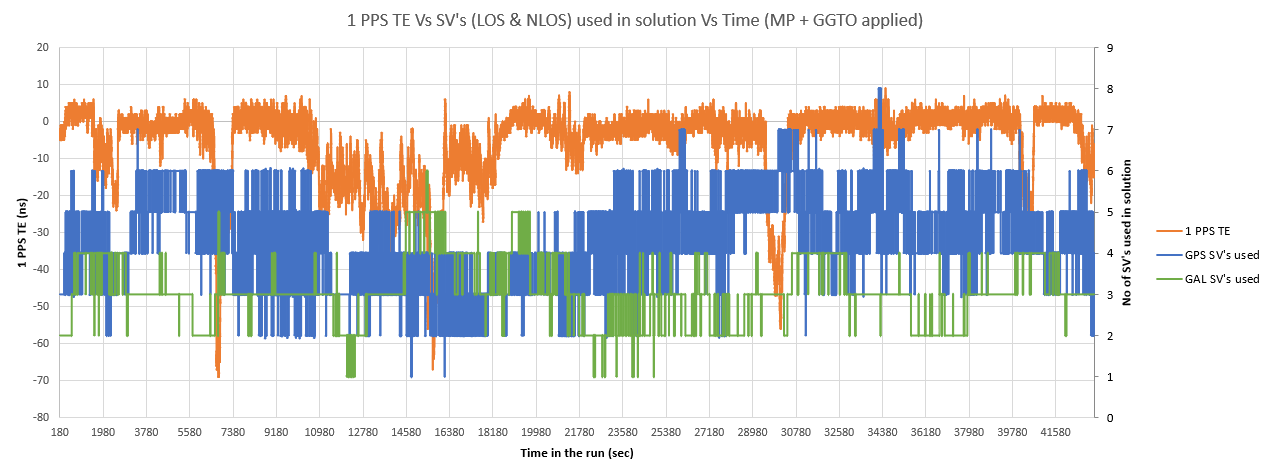 1 PPS TE Vs SV's (LOS & NLOS) used in solution Vs Time (MP + GGTO applied)
20
10
0
-10
-20
-30
-40
-50
-60
-70
-80
1 PPS TE (ns)
9
8
7
6
5
4
3
2
1
0
No of SV's used in solution
1 PPS TE
GPS SV's used
GAL SV's used
180 1980 3780 5580 7380 9180 10980 12780 14580 16380 18180 19980 21780 23580 25380 27180 28980 30780 32580 34380 36180 37980 39780 41580
Time in the run (sec)